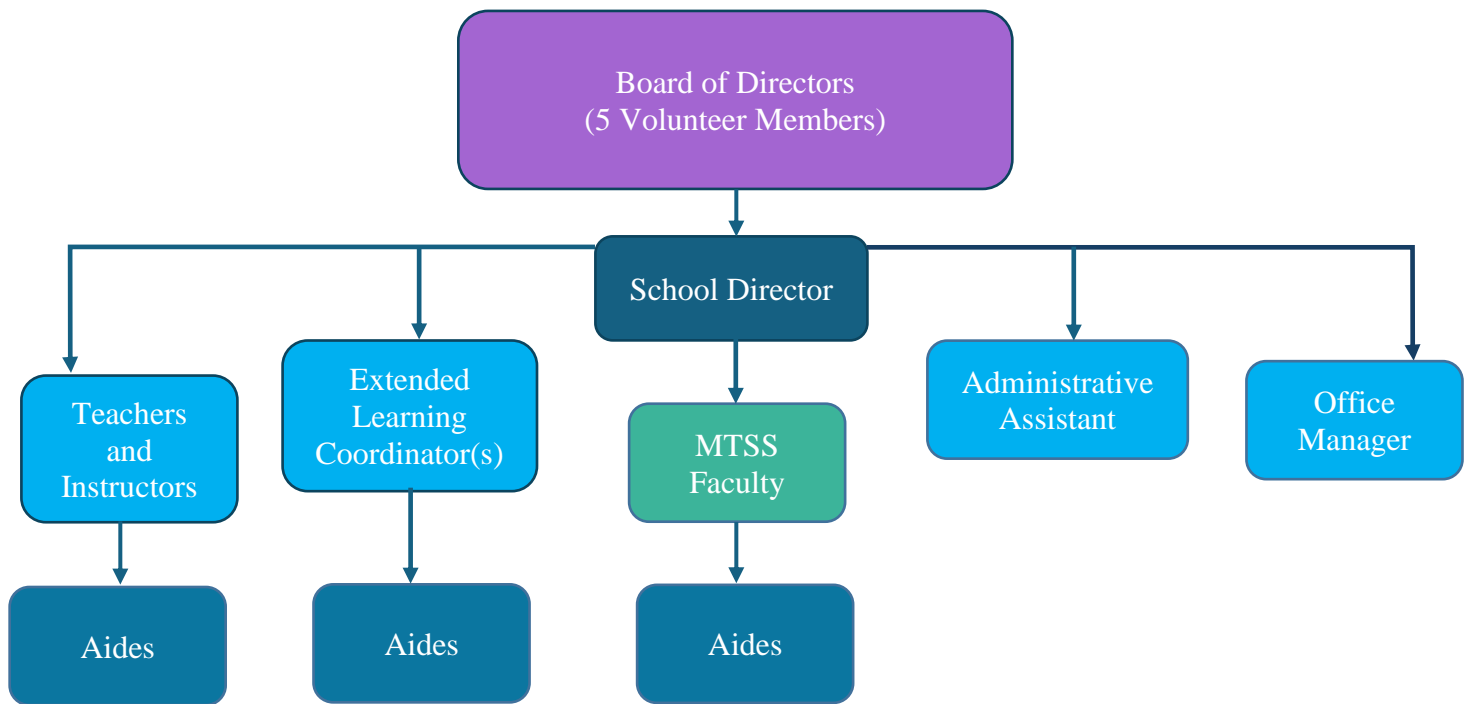 Board of Directors
(5 Volunteer Members)
School Director
Teachers
and
Instructors
Extended
Learning
Coordinator(s)
MTSS
Faculty
Administrative
Assistant
Office
Manager
Aides
Aides
Aides